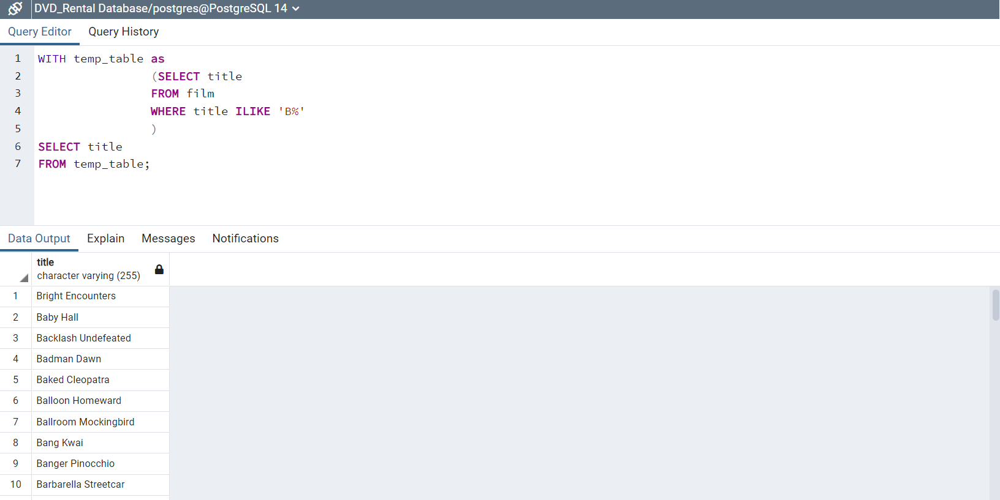 DVD_Rental Database/postgres@PostgreSQL 14
Query Editor Query History
1 WITH temp_table as
2 (SELECT title
3 FROM film
4 WHERE title ILIKE 'B%'
5 )
6 SELECT title
7 FROM temp_table;
Data Output Explain Messages Notifications
title
character varying (255)
1 Bright Encounters
2 Baby Hall
3 Backlash Undefeated
4 Badman Dawn
5 Baked Cleopatra
6 Balloon Homeward
7 Ballroom Mockingbird
8 Bang Kwai
9 Banger Pinocchio
10 Barbarella Streetcar